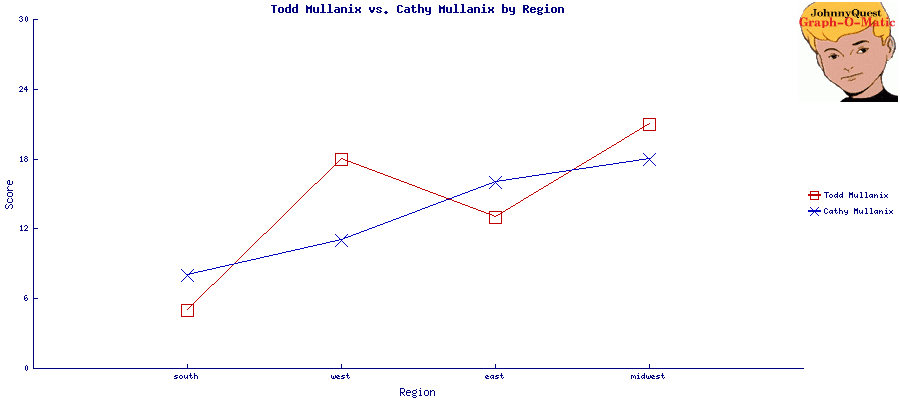 Todd Mullanix vs. Cathy Mullanix by Region
JohnnyQuest
Graph-O-Matic
30
24
18
12
6
0
Score
south west east midwest
Region
Todd Mullanix
Cathy Mullanix